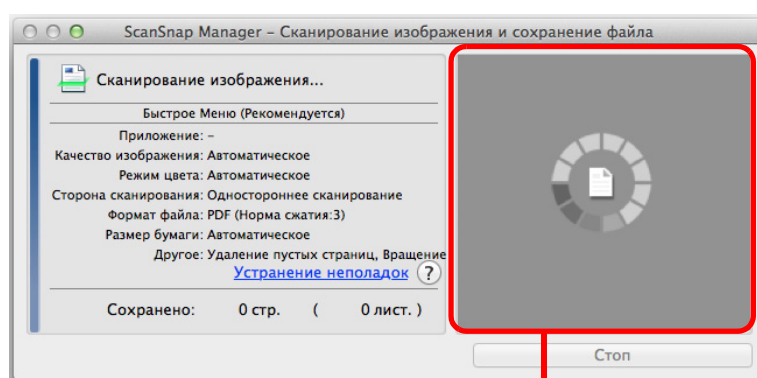 ScanSnap Manager – Сканирование изображения и сохранение файла
Сканирование изображения...
Быстрое Меню (Рекомендуется)
Приложение: –
Качество изображения: Автоматическое
Режим цвета: Автоматическое
Сторона сканирования: Одностороннее сканирование
Формат файла: PDF (Норма сжатия:3)
Размер бумаги: Автоматическое
Другое: Удаление пустых страниц, Вращение
Устранение неполадок ?
Сохранено: 0 стр. ( 0 лист. )
Стоп